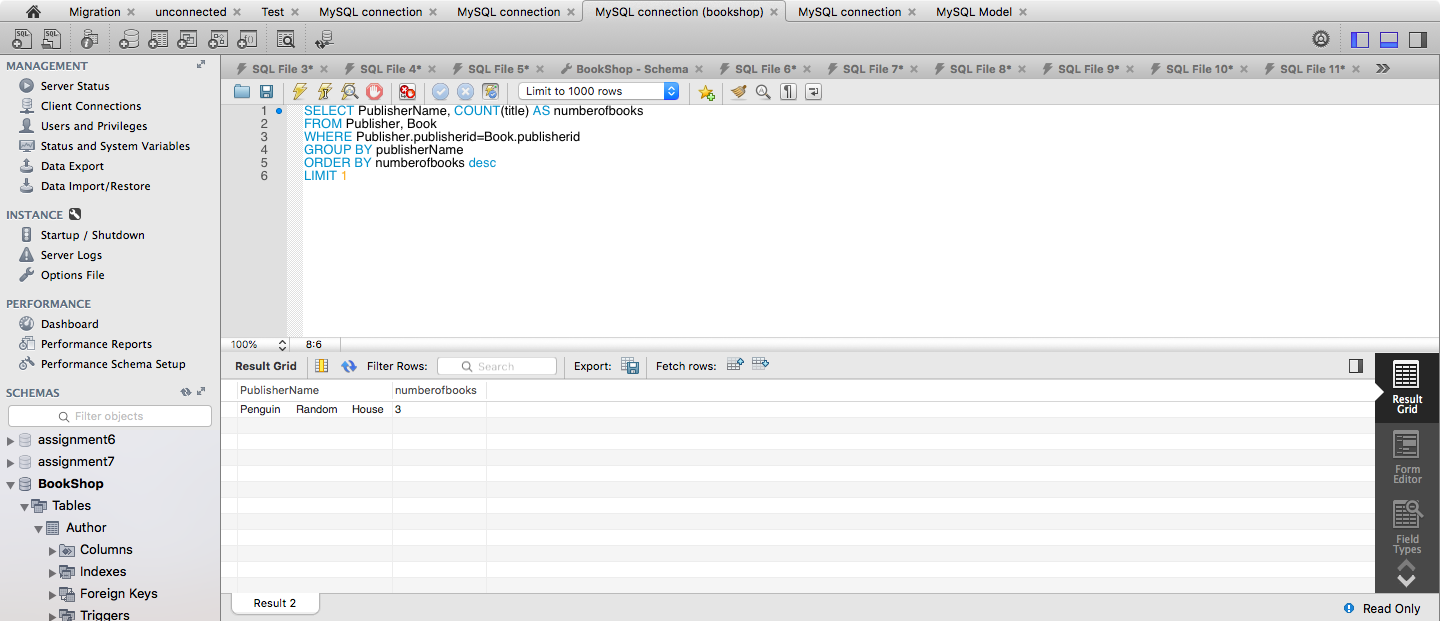 Migration unconnected Test MySQL connection MySQL connection MySQL connection (bookshop) MySQL connection MySQL Model
SQL SQL
MANAGEMENT
Server Status
Client Connections
Users and Privileges
Status and System Variables
Data Export
Data Import/Restore
INSTANCE
Startup / Shutdown
Server Logs
Options File
PERFORMANCE
Dashboard
Performance Reports
Performance Schema Setup
SCHEMAS
Filter objects
assignment6
assignment7
BookShop
Tables
Author
Columns
Indexes
Foreign Keys
Triggers
SQL File 3* SQL File 4* SQL File 5* BookShop - Schema SQL File 6* SQL File 7* SQL File 8* SQL File 9* SQL File 10* SQL File 11*
Limit to 1000 rows
1 SELECT PublisherName, COUNT(title) AS numberofbooks
2 FROM Publisher, Book
3 WHERE Publisher.publisherid=Book.publisherid
4 GROUP BY publisherName
5 ORDER BY numberofbooks desc
6 LIMIT 1
100% 8:6
Result Grid Filter Rows: Search Export: Fetch rows:
PublisherName numberofbooks
Penguin Random House 3
Result
Grid
Form
Editor
Field
Types
Result 2
Read Only